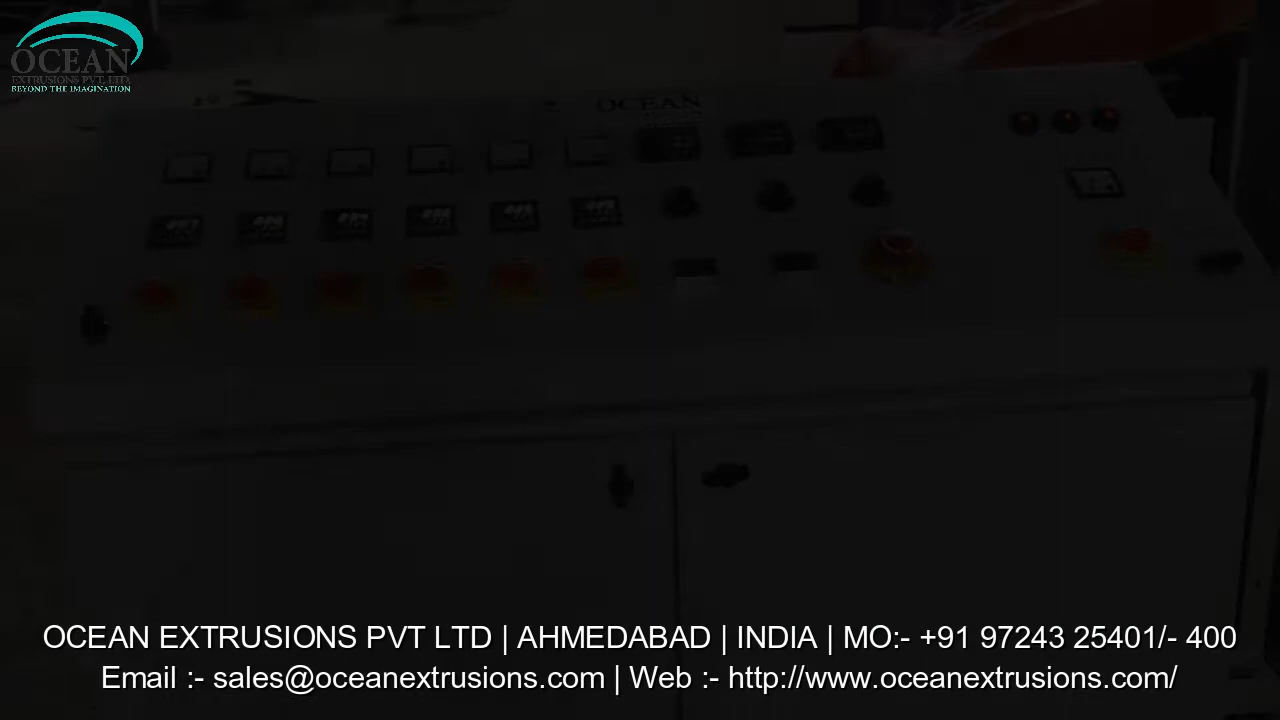 OCEAN
EXTRUSIONS PVT. LTD.
BEYOND THE IMAGINATION
OCEAN
OCEAN EXTRUSIONS PVT LTD | AHMEDABAD | INDIA | MO:- +91 97243 25401/- 400
Email :- sales@oceanextrusions.com | Web :- http://www.oceanextrusions.com/